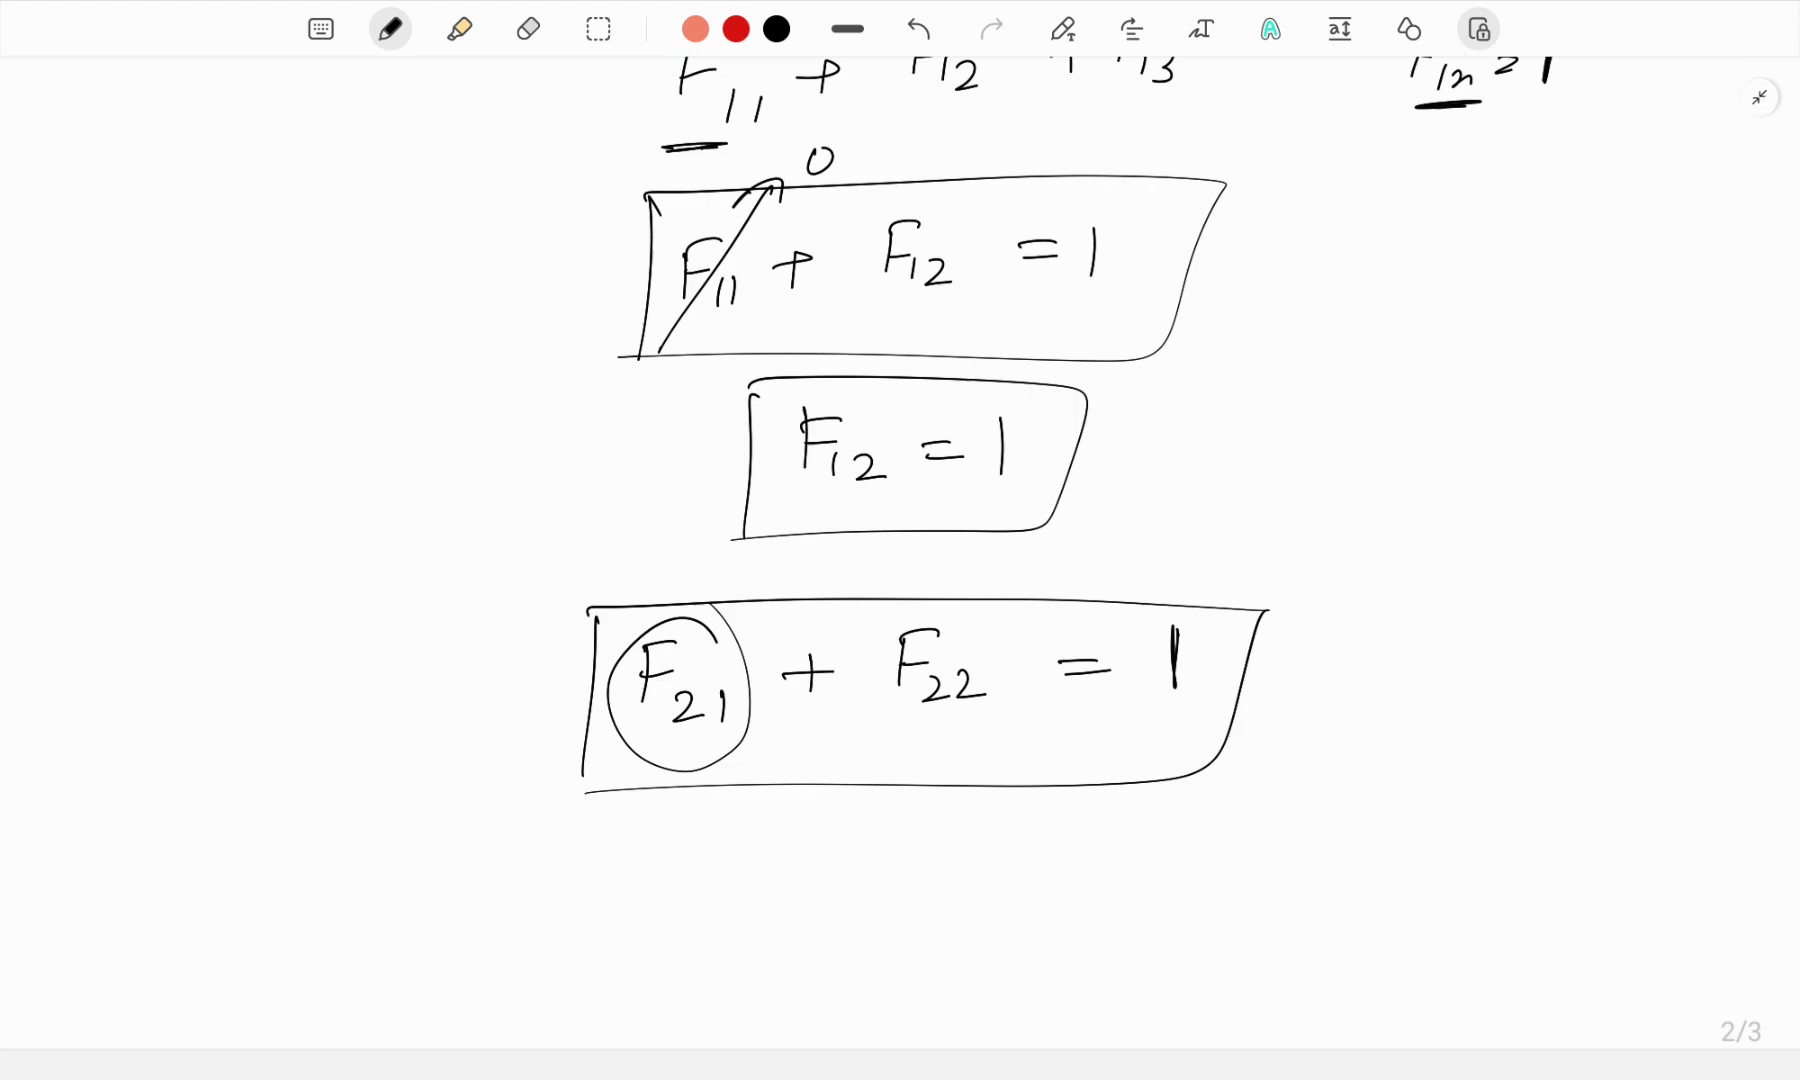 F11 + F12 + F13 F1n = 1
0
F11 + F12 = 1
F12 = 1
F21 + F22 = 1
2/3